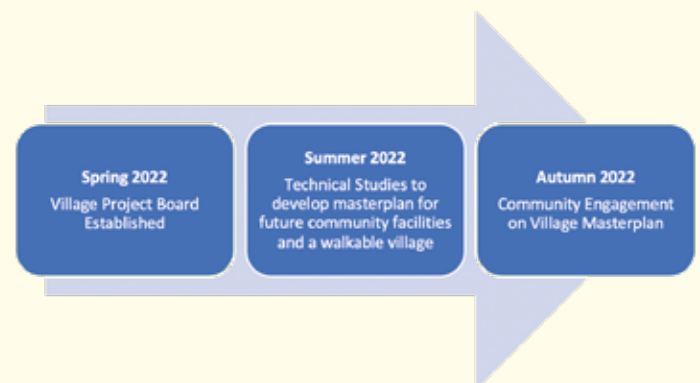 Spring 2022
Village Project Board
Established
Summer 2022
Technical Studies to
develop masterplan for
future community facilities
and a walkable village
Autumn 2022
Community Engagement
on Village Masterplan